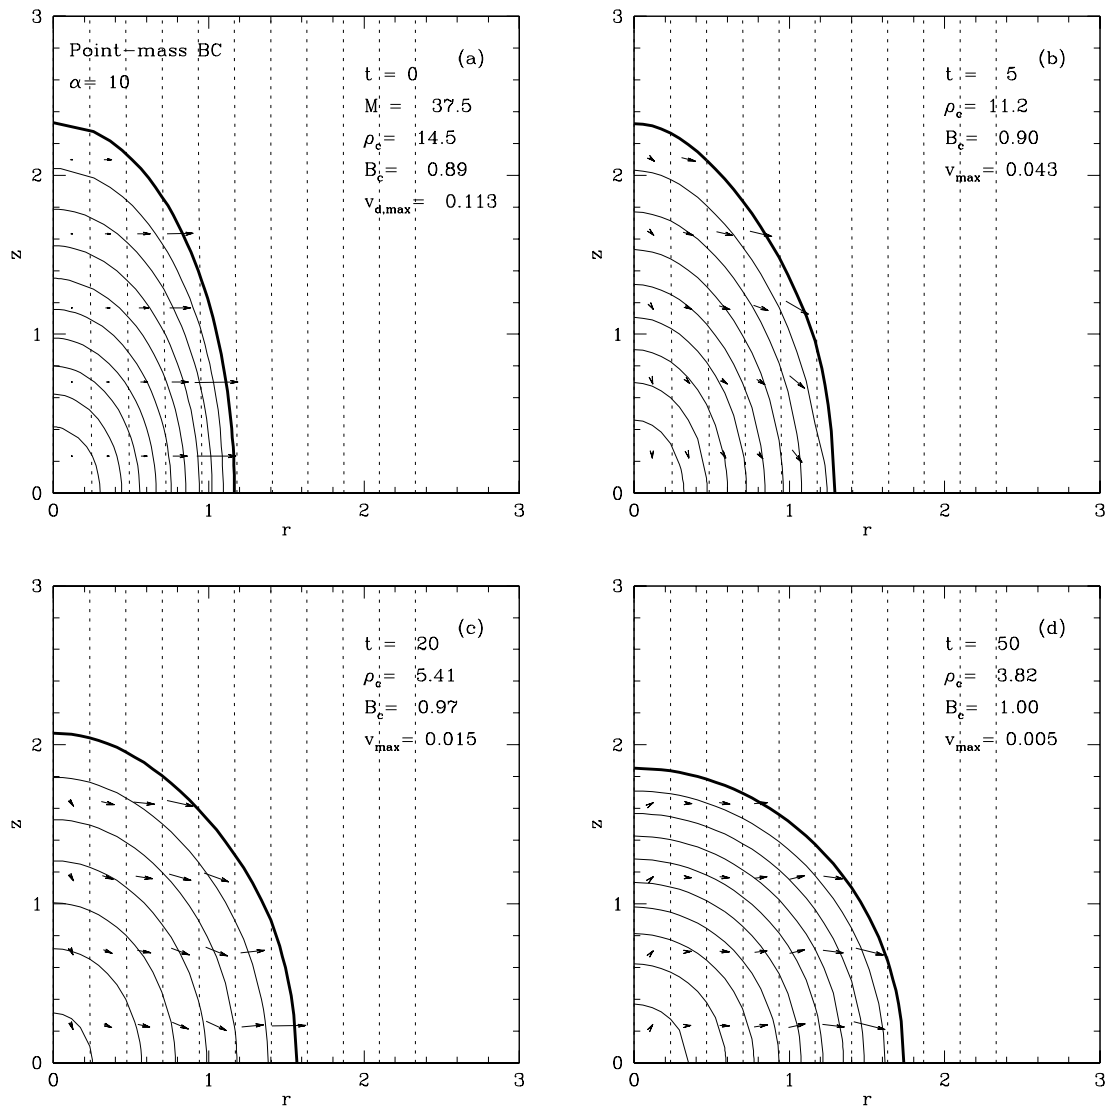 Point-mass BC
α= 10
(a)
t = 0
M = 37.5
ρc= 14.5
Bc= 0.89
vd,max= 0.113
3
2
1
0
z
0 1 2 3
r
(b)
t = 5
ρc= 11.2
Bc= 0.90
vmax= 0.043
3
2
1
0
z
0 1 2 3
r
(c)
t = 20
ρc= 5.41
Bc= 0.97
vmax= 0.015
3
2
1
0
z
0 1 2 3
r
(d)
t = 50
ρc= 3.82
Bc= 1.00
vmax= 0.005
3
2
1
0
z
0 1 2 3
r